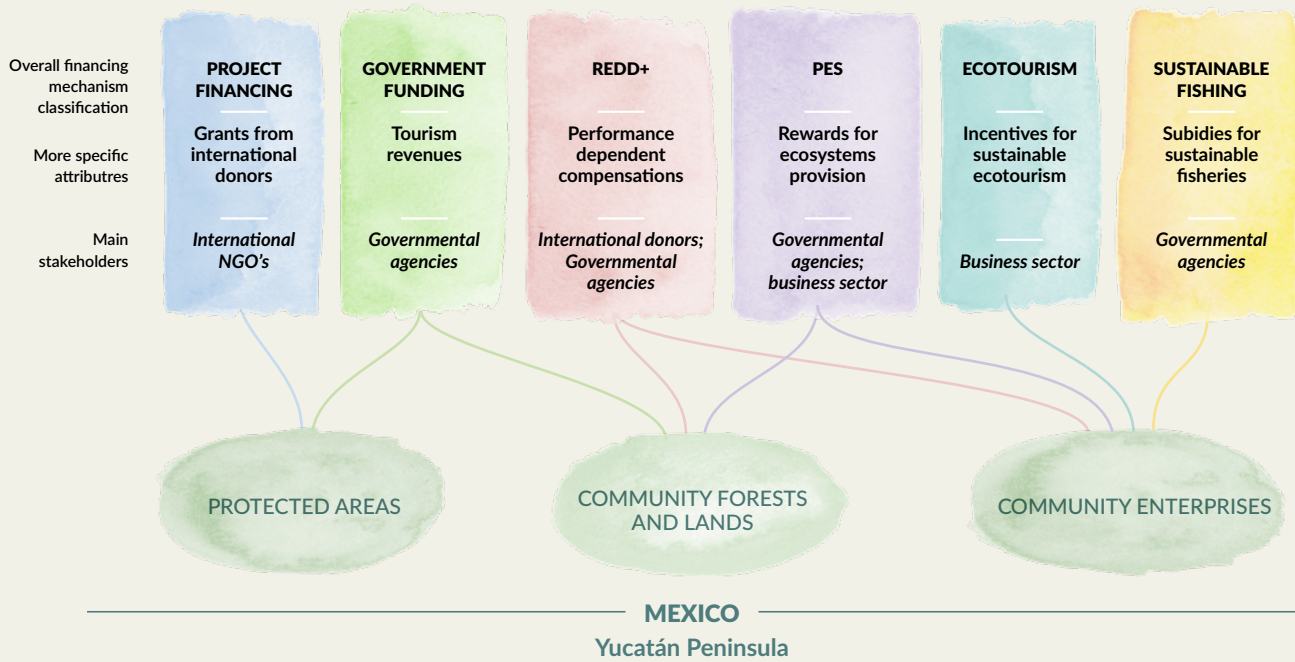 Overall financing
mechanism
classification
PROJECT
FINANCING
GOVERNMENT
FUNDING
REDD+
PES
ECOTOURISM
SUSTAINABLE
FISHING
More specific
attributres
Grants from
international
donors
Tourism
revenues
Performance
dependent
compensations
Rewards for
ecosystems
provision
Incentives for
sustainable
ecotourism
Subidies for
sustainable
fisheries
Main
stakeholders
International
NGO's
Governmental
agencies
International donors;
Governmental
agencies
Governmental
agencies;
business sector
Business sector
Governmental
agencies
PROTECTED AREAS
COMMUNITY FORESTS
AND LANDS
COMMUNITY ENTERPRISES
MEXICO
Yucatán Peninsula